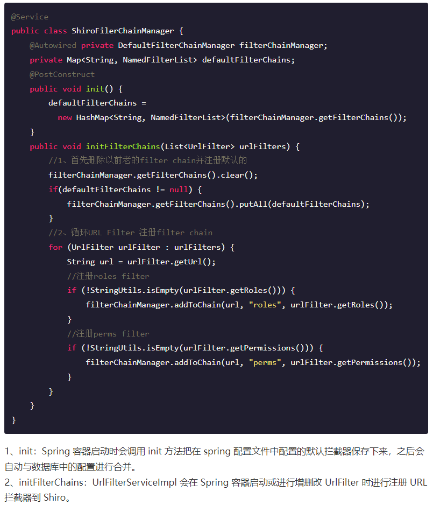 @Service
public class ShiroFilerChainManager {
@Autowired private DefaultFilterChainManager filterChainManager;
private Map<String, NamedFilterList> defaultFilterChains;
@PostConstruct
public void init() {
defaultFilterChains =
new HashMap<String, NamedFilterList>(filterChainManager.getFilterChains());
}
public void initFilterChains(List<UrlFilter> urlFilters) {
//1、首先删除以前老的filter chain并注册默认的
filterChainManager.getFilterChains().clear();
if(defaultFilterChains != null) {
filterChainManager.getFilterChains().putAll(defaultFilterChains);
}
//2、循环URL Filter 注册filter chain
for (UrlFilter urlFilter : urlFilters) {
String url = urlFilter.getUrl();
//注册roles filter
if (!StringUtils.isEmpty(urlFilter.getRoles())) {
filterChainManager.addToChain(url, "roles", urlFilter.getRoles());
}
//注册perms filter
if (!StringUtils.isEmpty(urlFilter.getPermissions())) {
filterChainManager.addToChain(url, "perms", urlFilter.getPermissions());
}
}
}
}
1、init：Spring 容器启动时会调用 init 方法把在 spring 配置文件中配置的默认拦截器保存下来，之后会
自动与数据库中的配置进行合并。
2、initFilterChains：UrlFilterServiceImpl 会在 Spring 容器启动或进行增删改 UrlFilter 时进行注册 URL
拦截器到 Shiro。